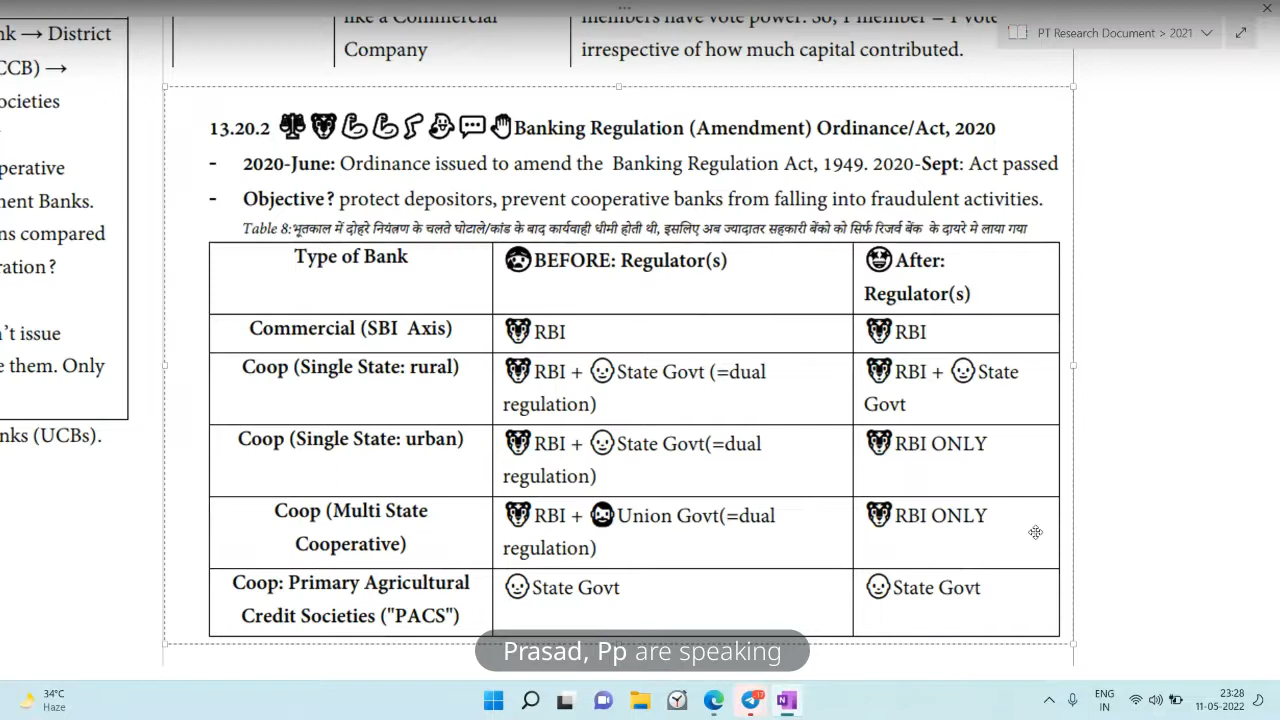 like a Commercial
members have vote power. So, 1 member = 1 vote
Company
irrespective of how much capital contributed.
PT Research Document > 2021
nk → District
CCB) →
ocieties
perative
ment Banks.
ns compared
ration?
't issue
e them. Only
nks (UCBs).
13.20.2 Banking Regulation (Amendment) Ordinance/Act, 2020
- 2020-June: Ordinance issued to amend the Banking Regulation Act, 1949. 2020-Sept: Act passed
- Objective? protect depositors, prevent cooperative banks from falling into fraudulent activities.
Table 8:भूतकाल में दोहरे नियंत्रण के चलते घोटाले/कांड के बाद कार्यवाही धीमी होती थी, इसलिए अब ज्यादातर सहकारी बेंको को सिर्फ रिजर्व बेंक के दायरे मे लाया गया
Type of Bank
BEFORE: Regulator(s)
After:
Regulator(s)
Commercial (SBI Axis)
RBI
RBI
Coop (Single State: rural)
RBI + State Govt (=dual
regulation)
RBI + State
Govt
Coop (Single State: urban)
RBI + State Govt(=dual
regulation)
RBI ONLY
Coop (Multi State
Cooperative)
RBI + Union Govt(=dual
regulation)
RBI ONLY
Coop: Primary Agricultural
Credit Societies ("PACS")
State Govt
State Govt
Prasad, Pp are speaking
34°C
Haze
ENG
IN
23:28
11-05-2022